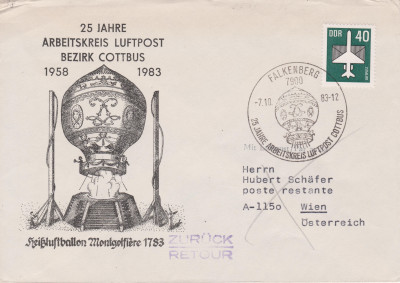 25 JAHRE
ARBEITSKREIS LUFTPOST
BEZIRK COTTBUS
1958 1983
Heißluftballon Montgolfière 1783
DDR 40
FALKENBERG
7900
-7.10 83-12
25 JAHRE ARBEITSKREIS LUFTPOST COTTBUS
Mit
Herrn
Hubert Schäfer
poste restante
A-1150 Wien
Österreich
ZURÜCK
RETOUR